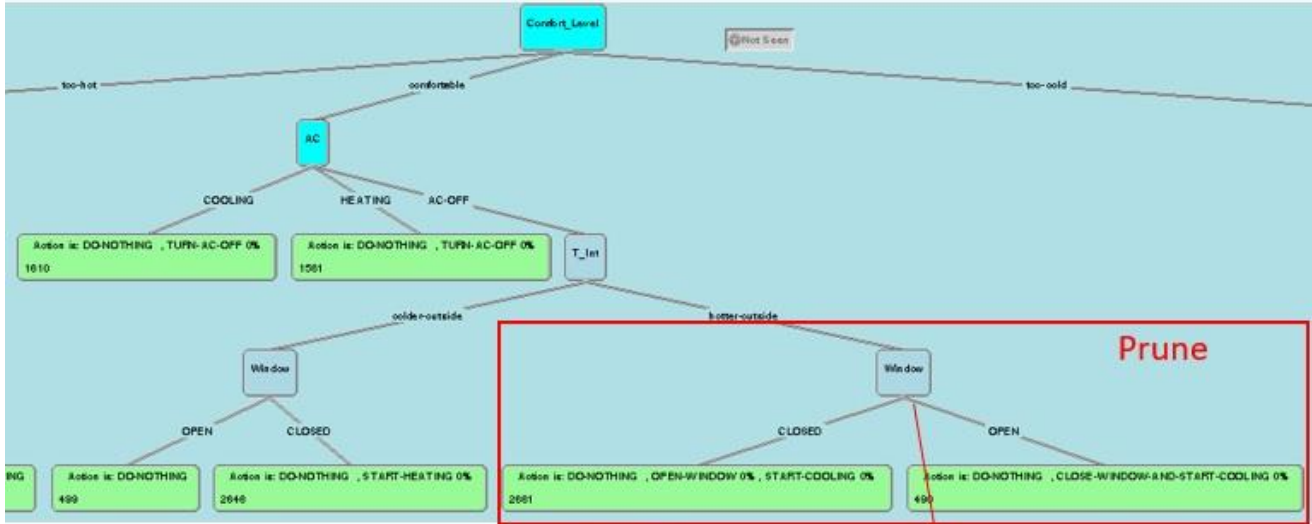 Comfort_Level
Not Seen
too-hot
comfortable
too-cold
AC
COOLING
HEATING
AC-OFF
Action is: DO-NOTHING , TURN-AC-OFF 0%
1610
Action is: DO-NOTHING , TURN-AC-OFF 0%
1581
T_Int
colder-outside
hotter-outside
Prune
Window
Window
OPEN
CLOSED
CLOSED
OPEN
ING
Action is: DO-NOTHING
499
Action is: DO-NOTHING , START-HEATING 0%
2646
Action is: DO-NOTHING , OPEN-WINDOW 0% , START-COOLING 0%
2681
Action is: DO-NOTHING , CLOSE-WINDOW-AND-START-COOLING 0%